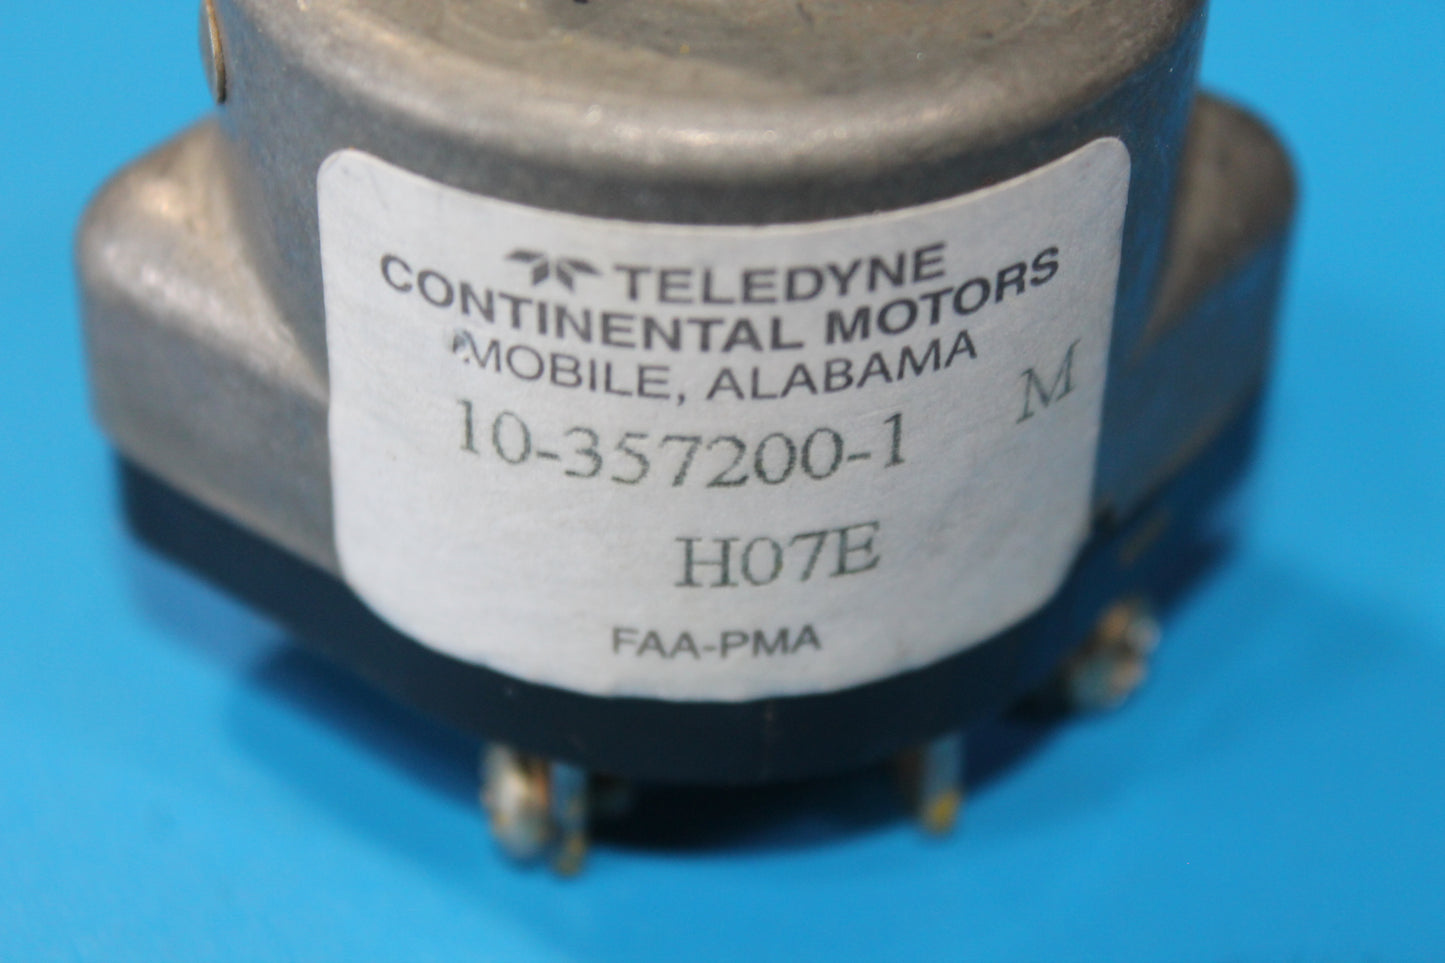 TELEDYNE
CONTINENTAL MOTORS
MOBILE, ALABAMA
10-357200-1 M
H07E
FAA-PMA